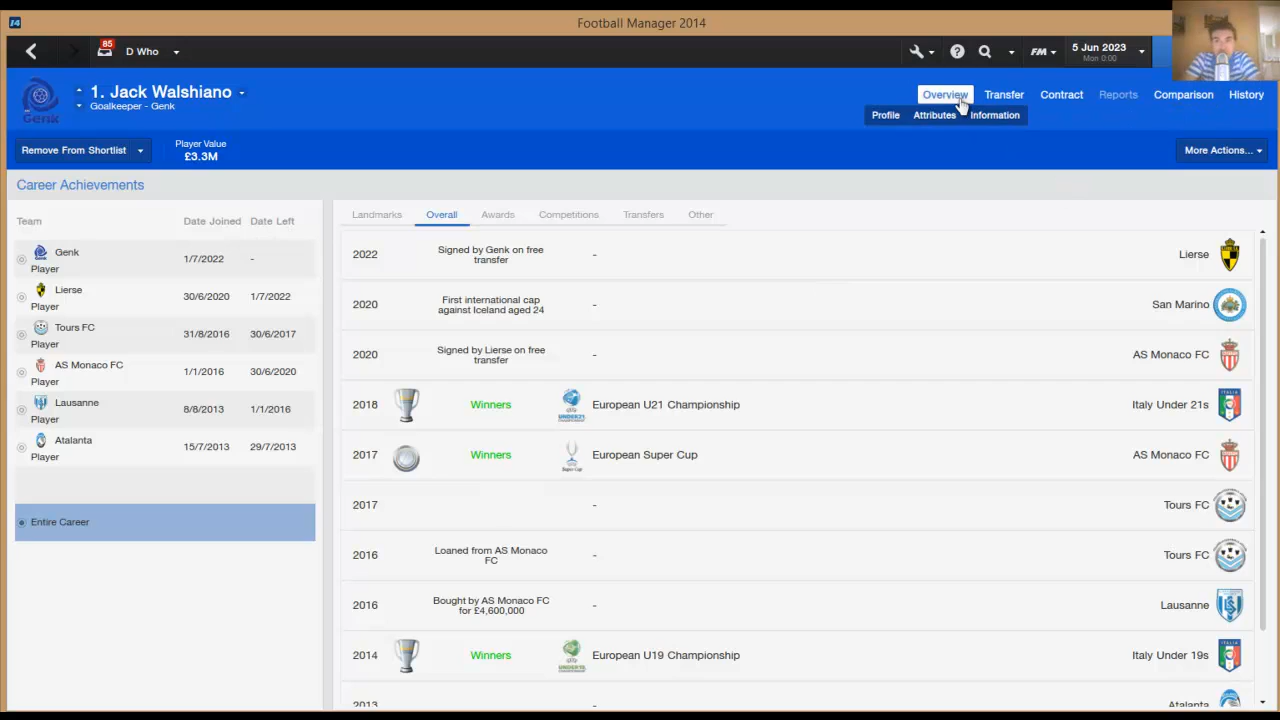 Football Manager 2014
85
D Who
FM
5 Jun 2023
Mon 0:00
1. Jack Walshiano
Goalkeeper - Genk
Genk
Overview
Transfer
Contract
Reports
Comparison
History
Profile
Attributes
Information
Remove From Shortlist
Player Value
£3.3M
More Actions...
Career Achievements
Team
Date Joined
Date Left
Genk
Player
1/7/2022
-
Lierse
Player
30/6/2020
1/7/2022
Tours FC
Player
31/8/2016
30/6/2017
AS Monaco FC
Player
1/1/2016
30/6/2020
Lausanne
Player
8/8/2013
1/1/2016
Atalanta
Player
15/7/2013
29/7/2013
Entire Career
Landmarks
Overall
Awards
Competitions
Transfers
Other
2022
Signed by Genk on free
transfer
-
Lierse
2020
First international cap
against Iceland aged 24
-
San Marino
2020
Signed by Lierse on free
transfer
-
AS Monaco FC
2018
Winners
European U21 Championship
Italy Under 21s
2017
Winners
European Super Cup
AS Monaco FC
2017
-
Tours FC
2016
Loaned from AS Monaco
FC
-
Tours FC
2016
Bought by AS Monaco FC
for £4,600,000
-
Lausanne
2014
Winners
European U19 Championship
Italy Under 19s
2013
-
Atalanta